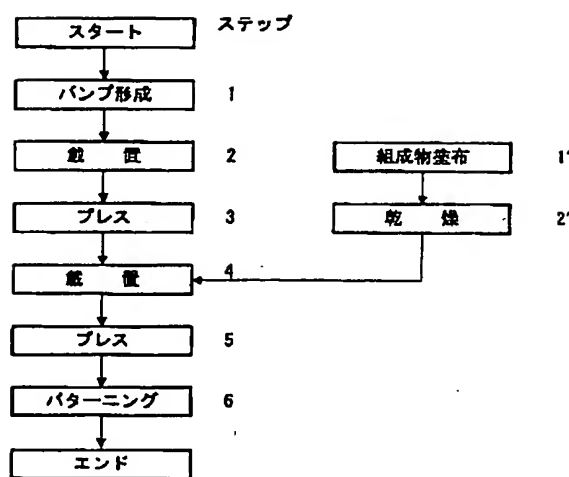 スタート ステップ
バンプ形成 1
載 置 2
組成物塗布 1'
プレス 3
乾 燥 2'
載 置 4
プレス 5
パターニング 6
エンド